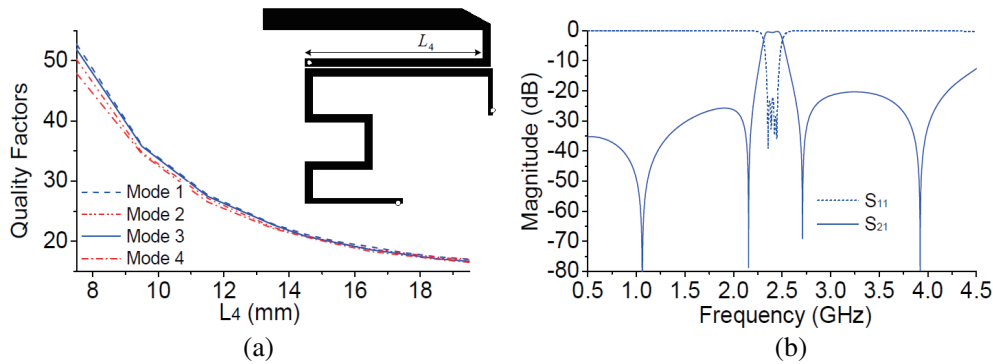 Quality Factors
50
40
30
20
8 10 12 14 16 18
L4 (mm)
Mode 1
Mode 2
Mode 3
Mode 4
L4
(a)
Magnitude (dB)
0
-10
-20
-30
-40
-50
-60
-70
-80
0.5 1.0 1.5 2.0 2.5 3.0 3.5 4.0 4.5
Frequency (GHz)
S11
S21
(b)